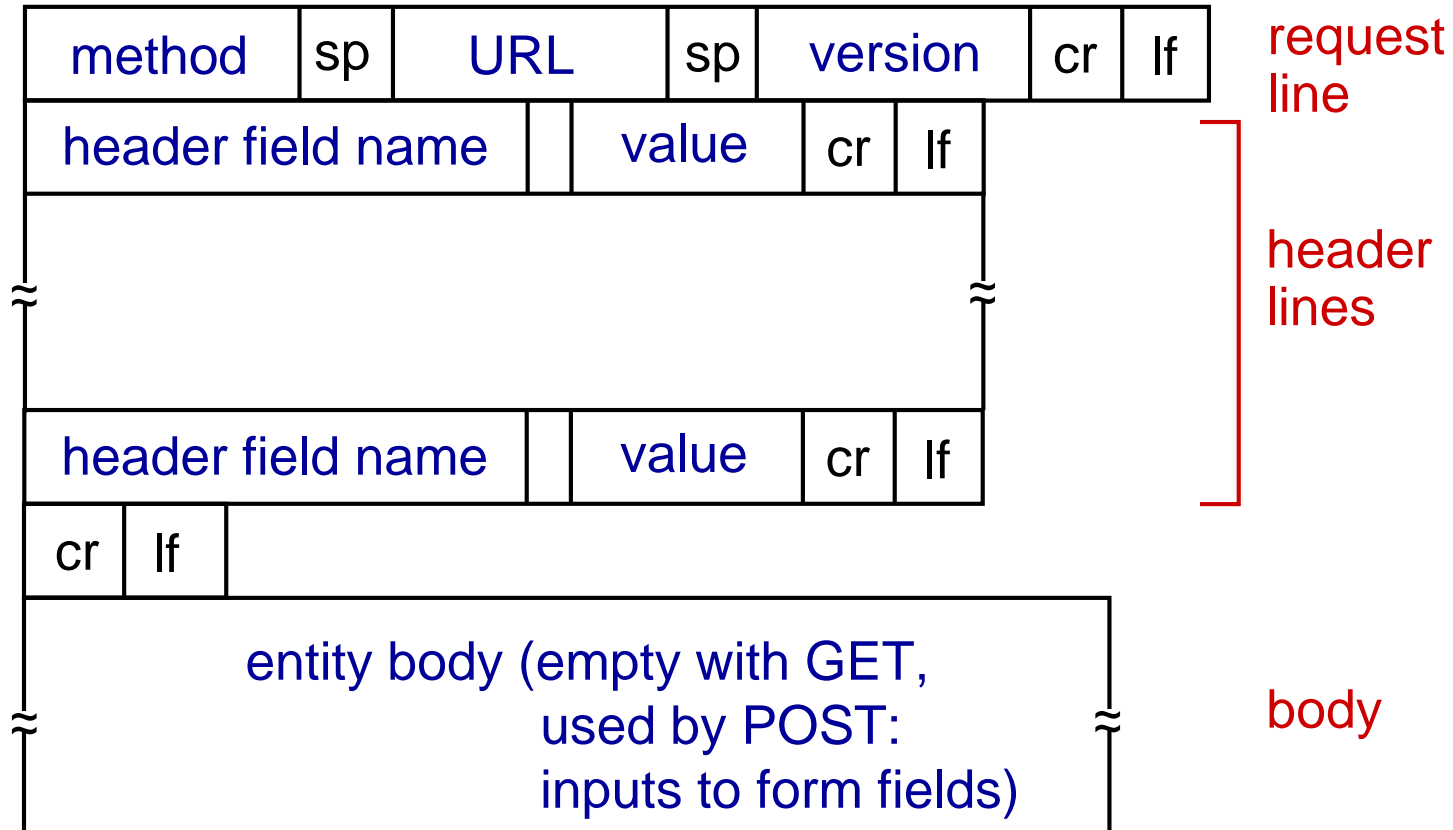 method sp URL sp version cr lf
request
line
header field name value cr lf
header
lines
header field name value cr lf
cr lf
entity body (empty with GET,
used by POST:
inputs to form fields)
body